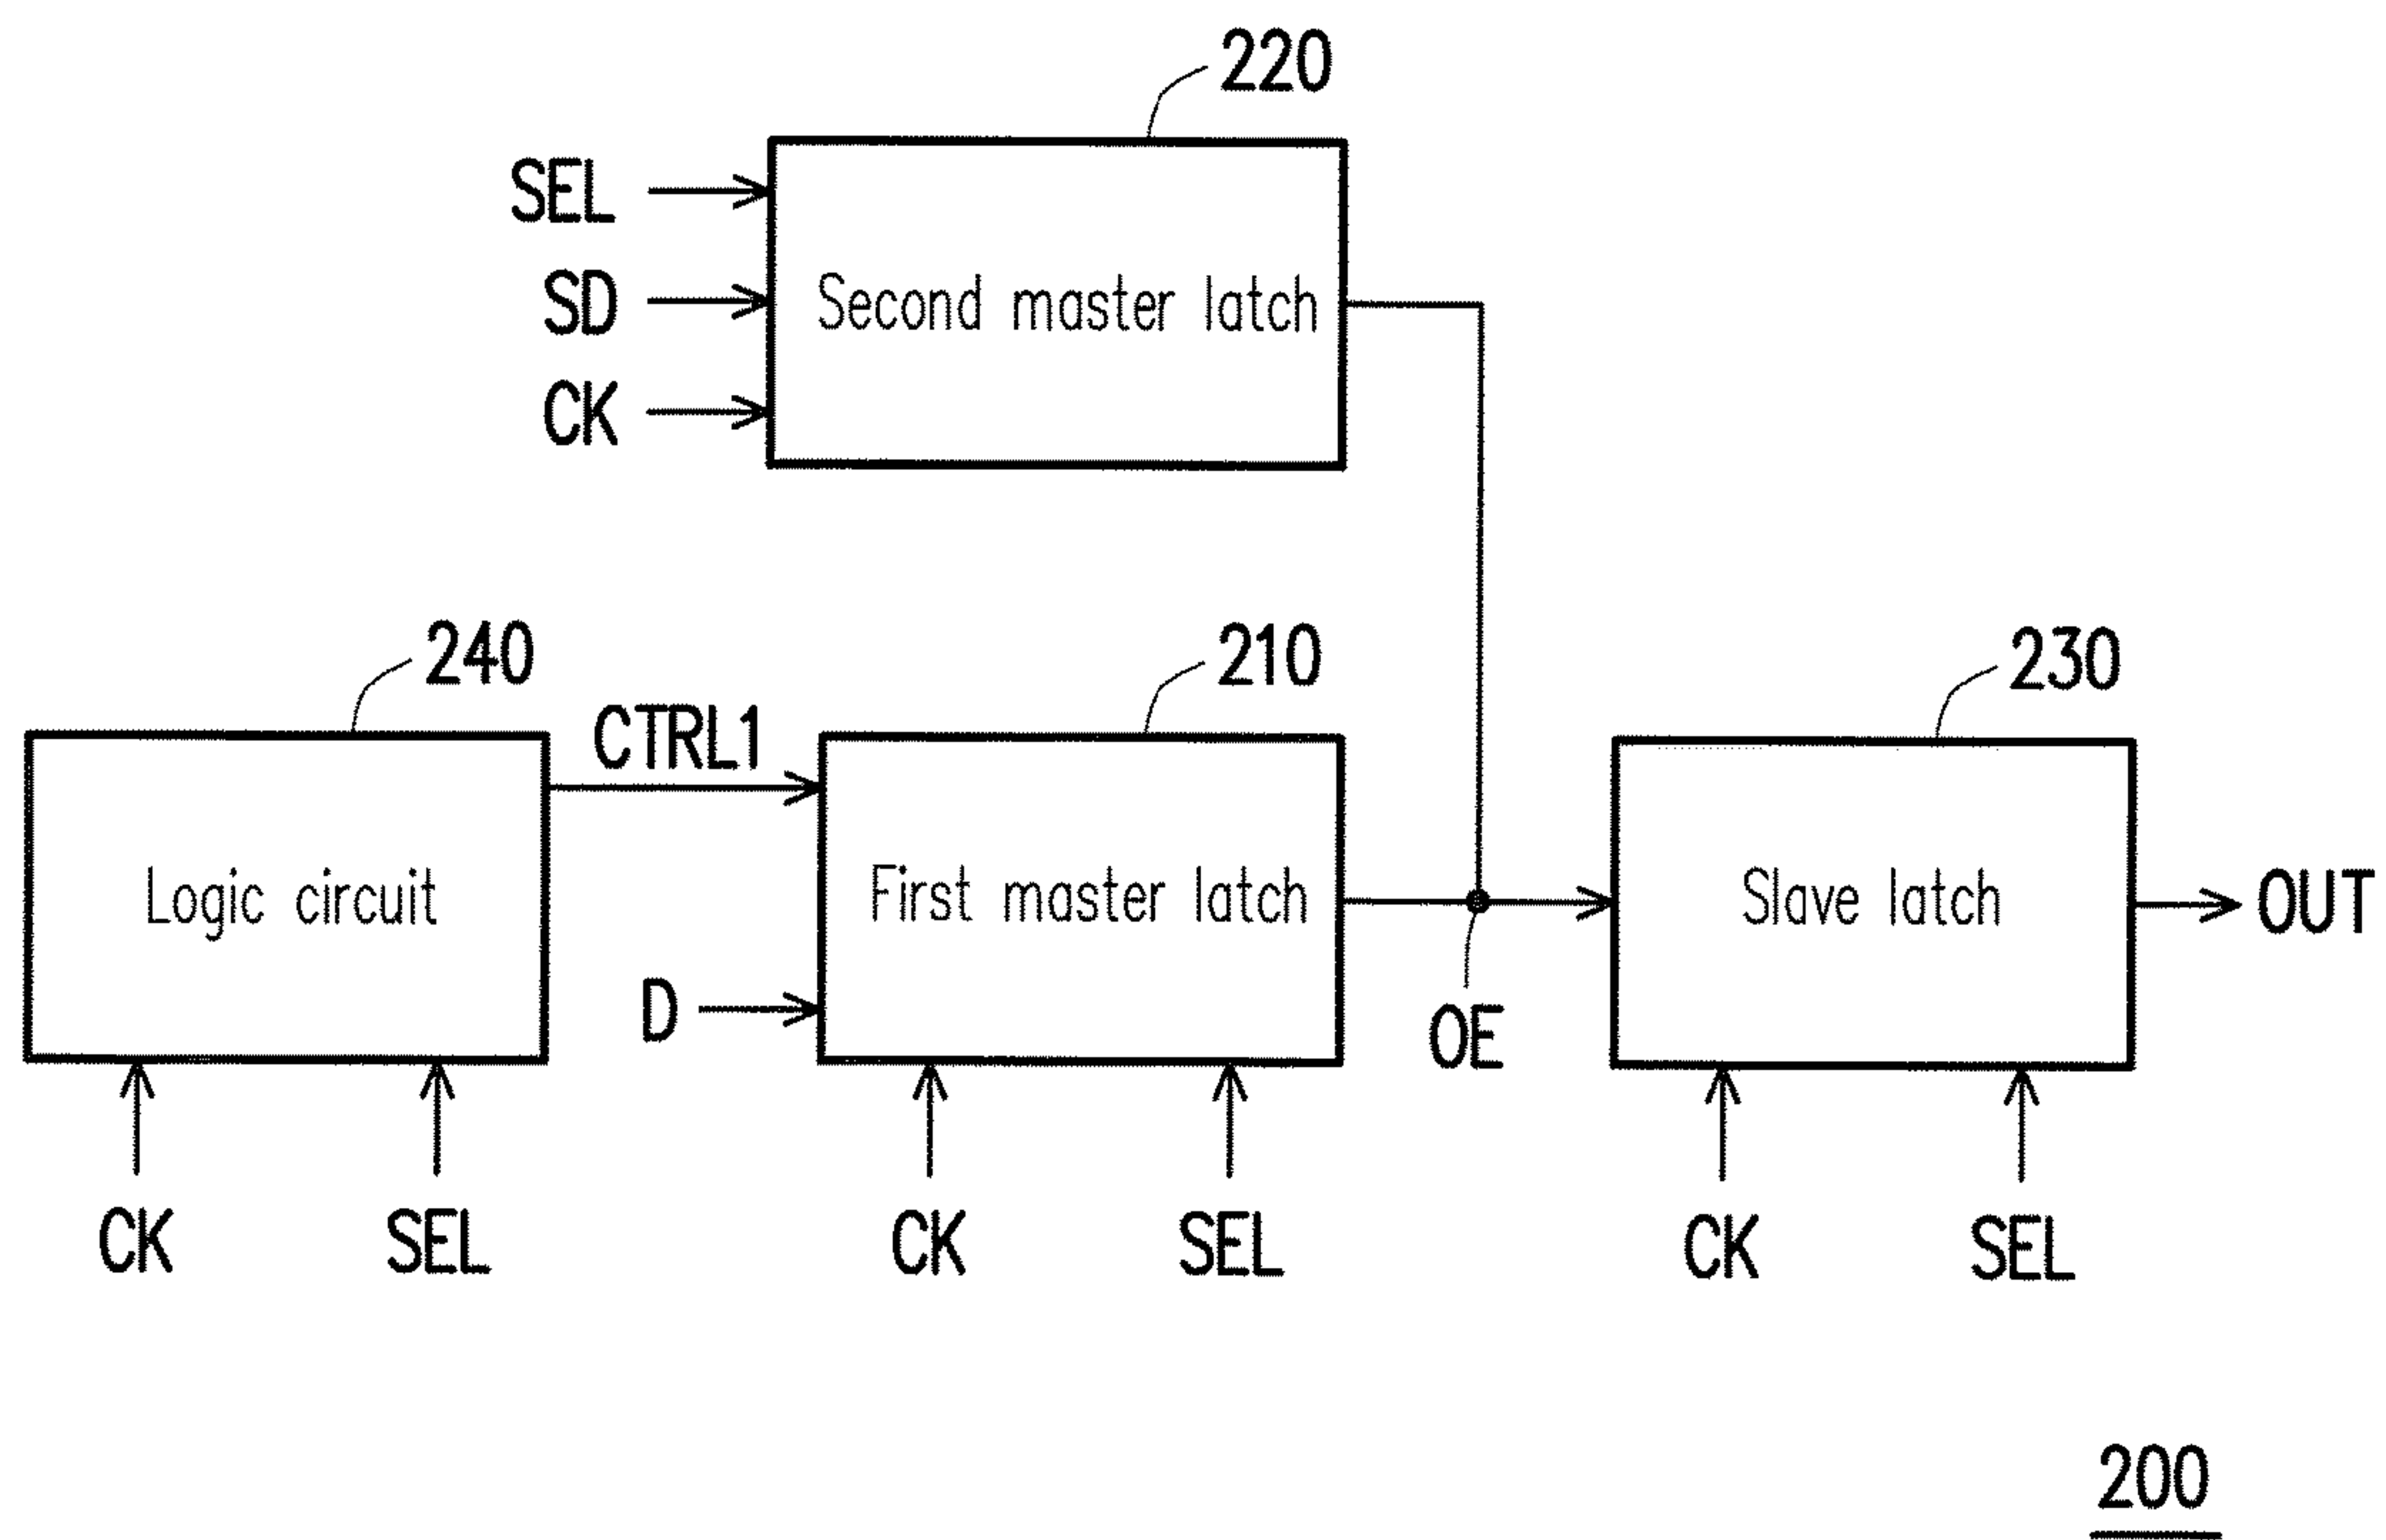 220
SEL
SD
CK
Second master latch
240
210
230
CTRL1
Logic circuit
First master latch
Slave latch
OUT
D
OE
CK
SEL
CK
SEL
CK
SEL
200